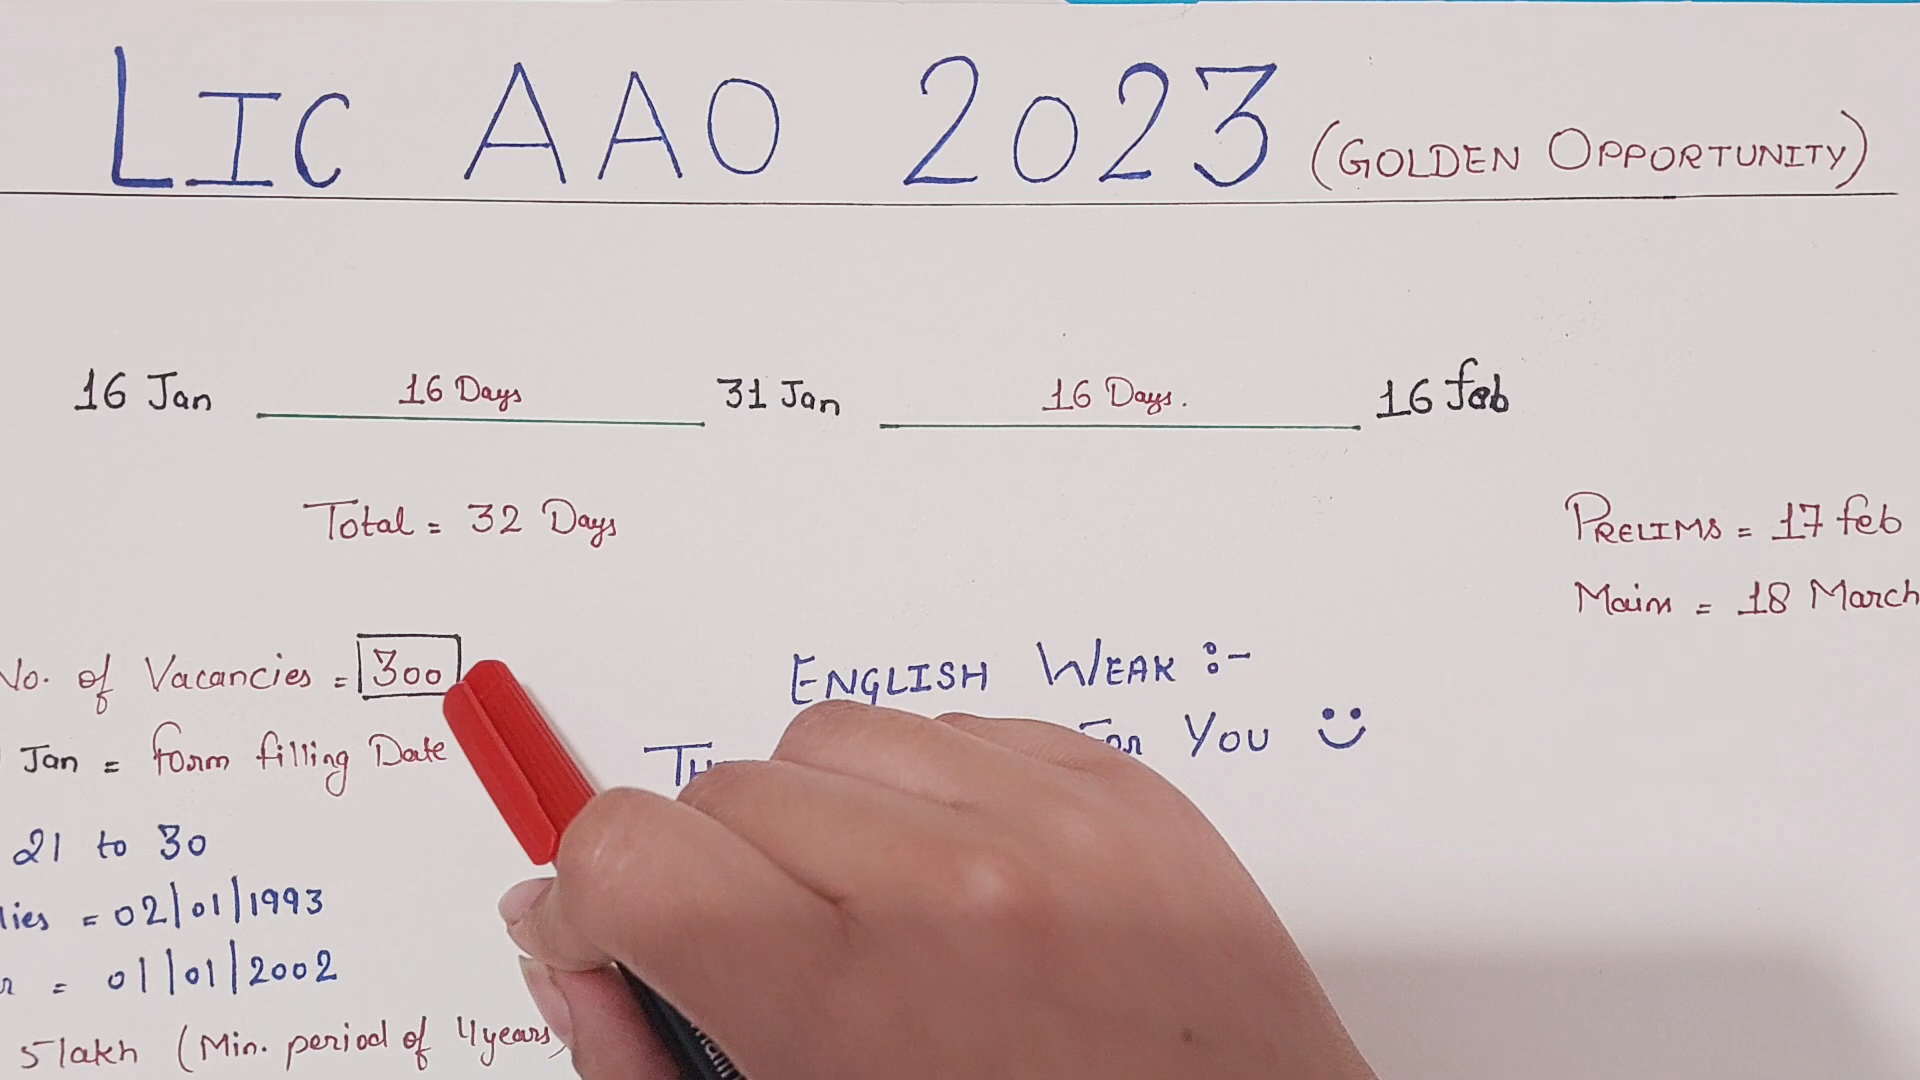 LIC AAO 2023 (GOLDEN OPPORTUNITY)
16 Jan 16 Days 31 Jan 16 Days. 16 feb
Total = 32 Days
PRELIMS = 17 feb
Main = 18 March
No. of Vacancies = 300
Jan = form filling Date
21 to 30
= 02/01/1993
= 01/01/2002
5 lakh (Min. period of 4 years)
ENGLISH WEAK :-
For YOU